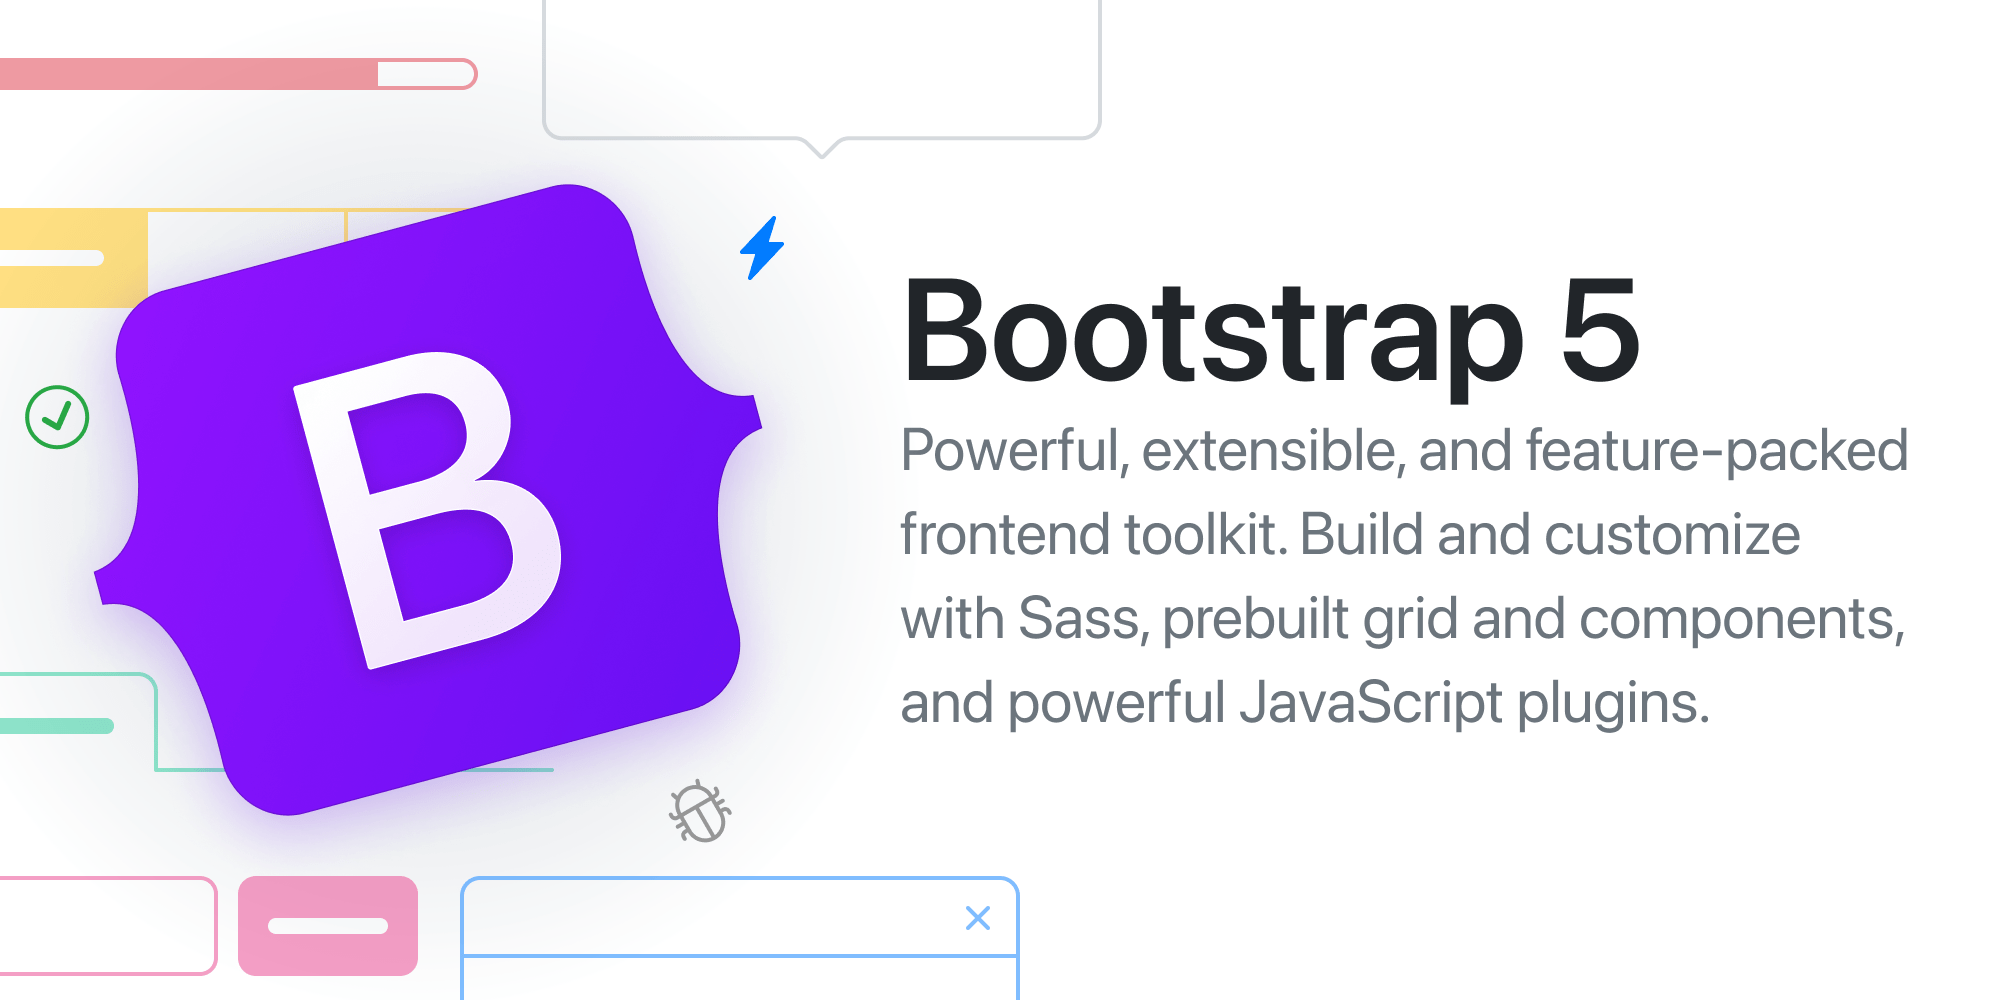 B
Bootstrap 5
Powerful, extensible, and feature-packed
frontend toolkit. Build and customize
with Sass, prebuilt grid and components,
and powerful JavaScript plugins.